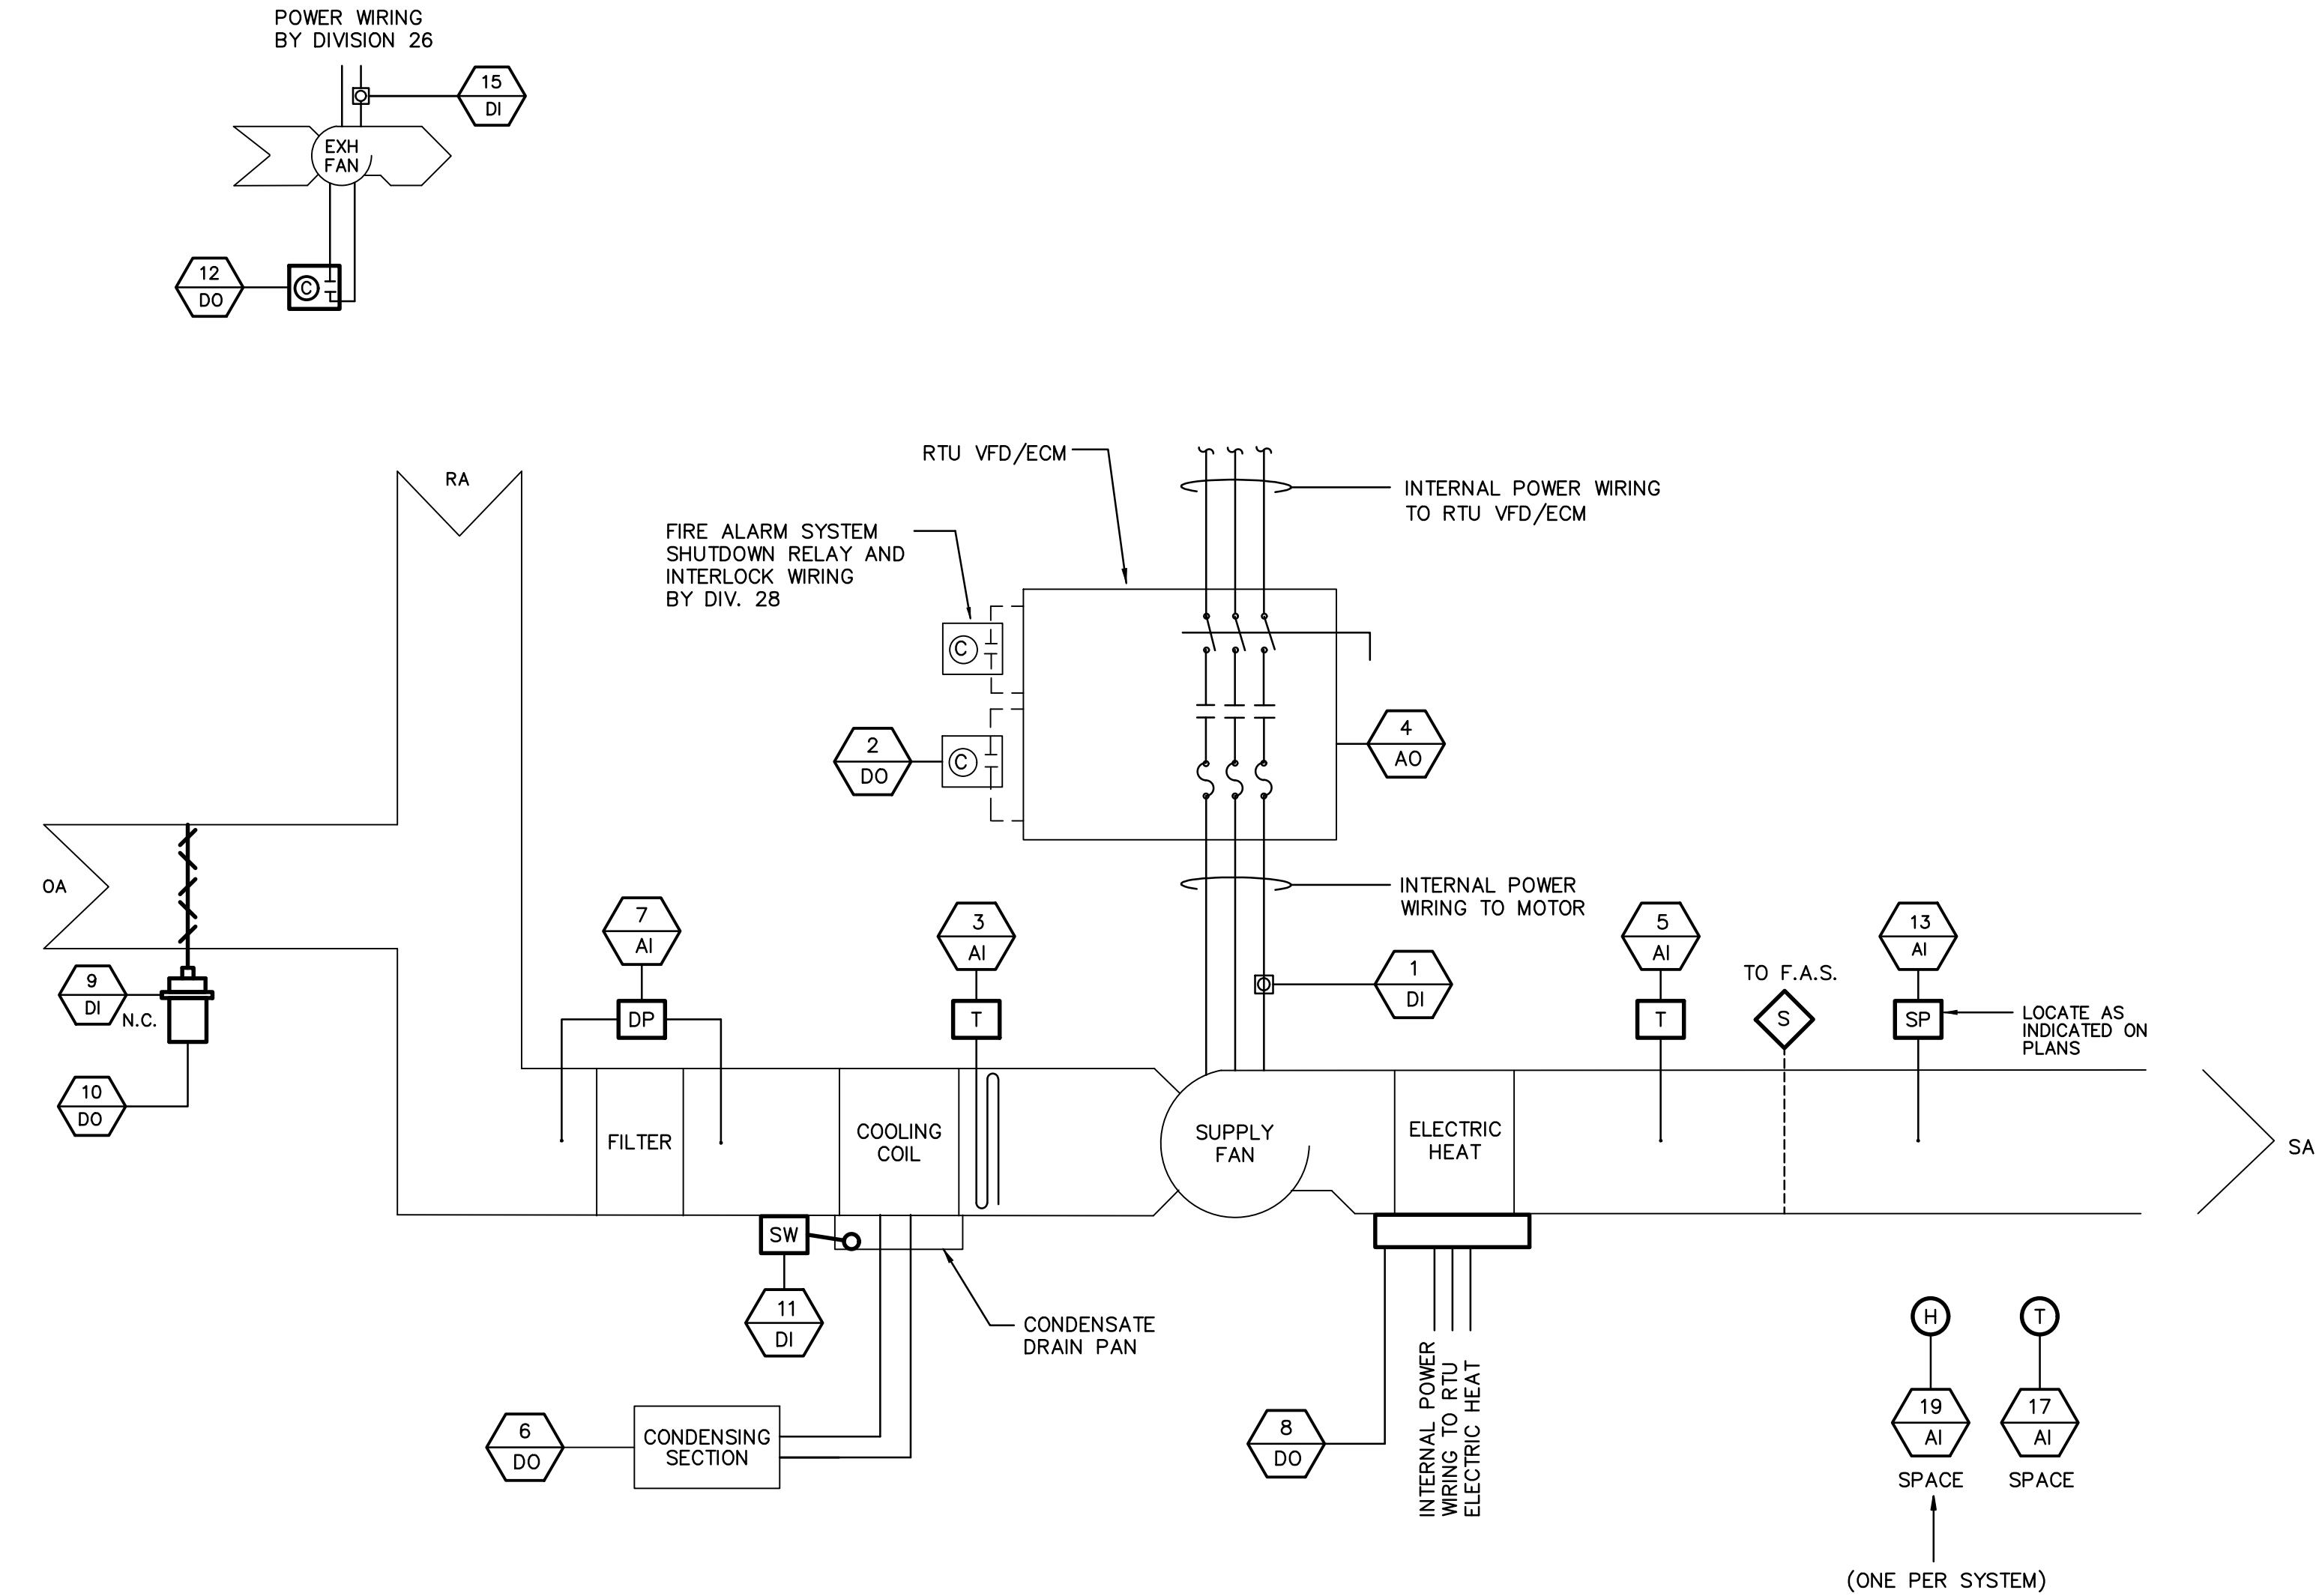 POWER WIRING
BY DIVISION 26
15
DI
EXH
FAN
12
DO
C
RA
RTU VFD/ECM
INTERNAL POWER WIRING
TO RTU VFD/ECM
FIRE ALARM SYSTEM
SHUTDOWN RELAY AND
INTERLOCK WIRING
BY DIV. 28
C
2
DO
C
4
AO
OA
9
DI
N.C.
10
DO
7
AI
DP
3
AI
T
INTERNAL POWER
WIRING TO MOTOR
1
DI
5
AI
T
TO F.A.S.
S
13
AI
SP
LOCATE AS
INDICATED ON
PLANS
FILTER
COOLING
COIL
SUPPLY
FAN
ELECTRIC
HEAT
SA
SW
11
DI
CONDENSATE
DRAIN PAN
6
DO
CONDENSING
SECTION
8
DO
INTERNAL POWER
WIRING TO RTU
ELECTRIC HEAT
H
19
AI
SPACE
T
17
AI
SPACE
(ONE PER SYSTEM)